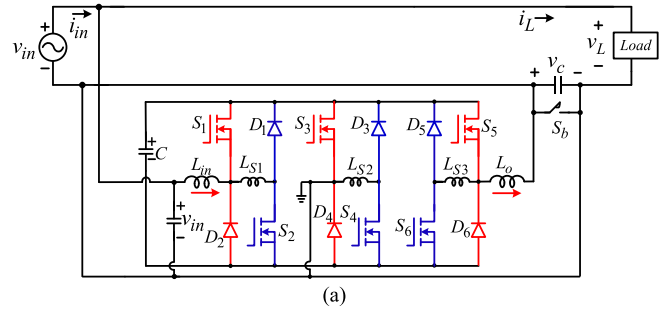 i_in
i_L
v_in
+
−
+
v_L
−
Load
+
v_c
−
S_b
S_1
D_1
S_3
D_3
D_5
S_5
+
C
−
L_in
L_S1
L_S2
L_S3
L_o
+
v_in
−
D_2
S_2
D_4
S_4
S_6
D_6
(a)